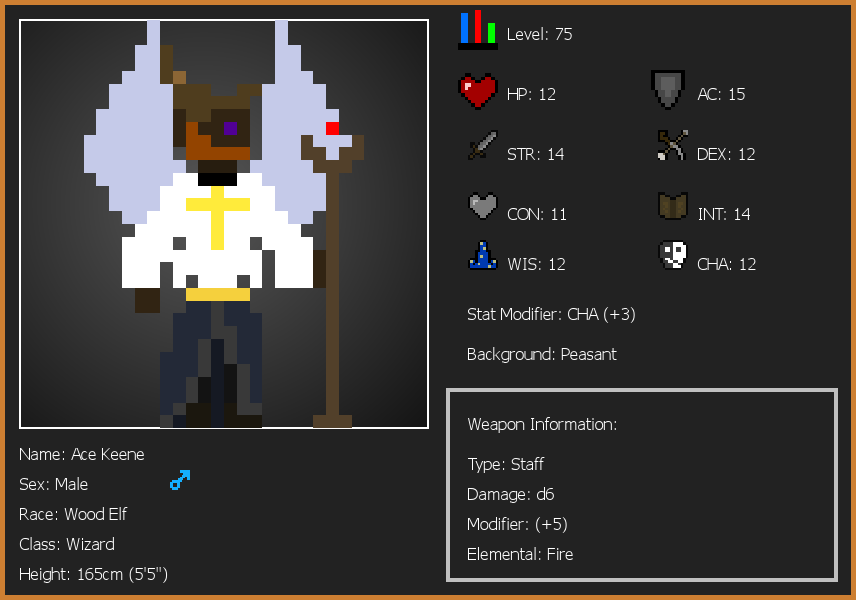 Level: 75
HP: 12
AC: 15
STR: 14
DEX: 12
CON: 11
INT: 14
WIS: 12
CHA: 12
Stat Modifier: CHA (+3)
Background: Peasant
Name: Ace Keene
Sex: Male
Race: Wood Elf
Class: Wizard
Height: 165cm (5'5")
Weapon Information:
Type: Staff
Damage: d6
Modifier: (+5)
Elemental: Fire